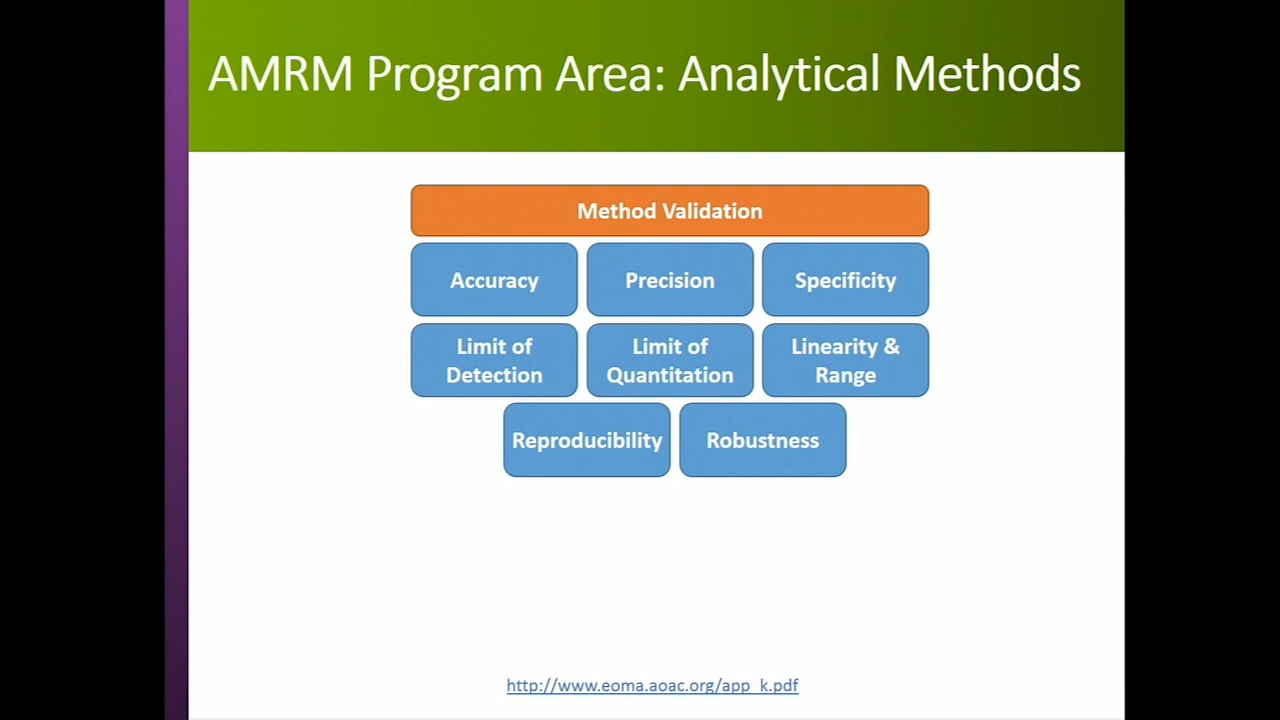 AMRM Program Area: Analytical Methods
Method Validation
Accuracy
Precision
Specificity
Limit of
Detection
Limit of
Quantitation
Linearity &
Range
Reproducibility
Robustness
http://www.eoma.aoac.org/app_k.pdf